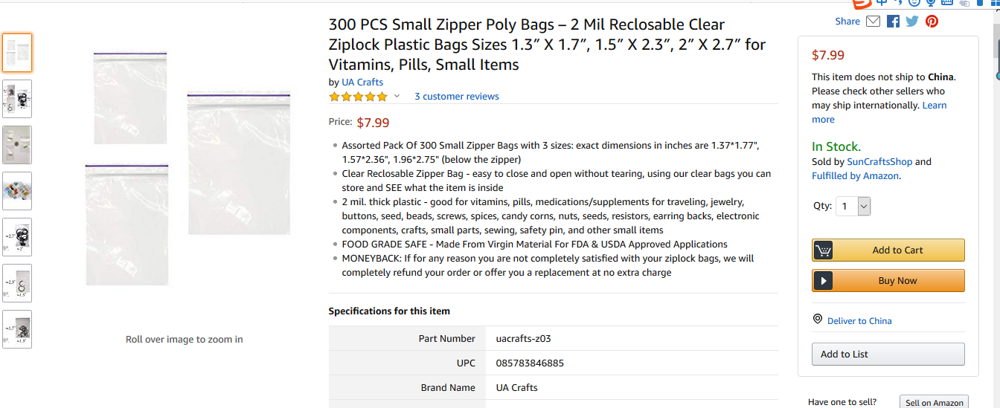 300 PCS Small Zipper Poly Bags – 2 Mil Reclosable Clear
Ziplock Plastic Bags Sizes 1.3” X 1.7”, 1.5” X 2.3”, 2” X 2.7” for
Vitamins, Pills, Small Items
by UA Crafts
3 customer reviews
Price: $7.99
Assorted Pack Of 300 Small Zipper Bags with 3 sizes: exact dimensions in inches are 1.37*1.77",
1.57*2.36", 1.96*2.75" (below the zipper)
Clear Reclosable Zipper Bag - easy to close and open without tearing, using our clear bags you can
store and SEE what the item is inside
2 mil. thick plastic - good for vitamins, pills, medications/supplements for traveling, jewelry,
buttons, seed, beads, screws, spices, candy corns, nuts, seeds, resistors, earring backs, electronic
components, crafts, small parts, sewing, safety pin, and other small items
FOOD GRADE SAFE - Made From Virgin Material For FDA & USDA Approved Applications
MONEYBACK: If for any reason you are not completely satisfied with your ziplock bags, we will
completely refund your order or offer you a replacement at no extra charge
Roll over image to zoom in
Specifications for this item
Part Number uacrafts-z03
UPC 085783846885
Brand Name UA Crafts
Share
$7.99
This item does not ship to China.
Please check other sellers who
may ship internationally. Learn
more
In Stock.
Sold by SunCraftsShop and
Fulfilled by Amazon.
Qty: 1
Add to Cart
Buy Now
Deliver to China
Add to List
Have one to sell? Sell on Amazon